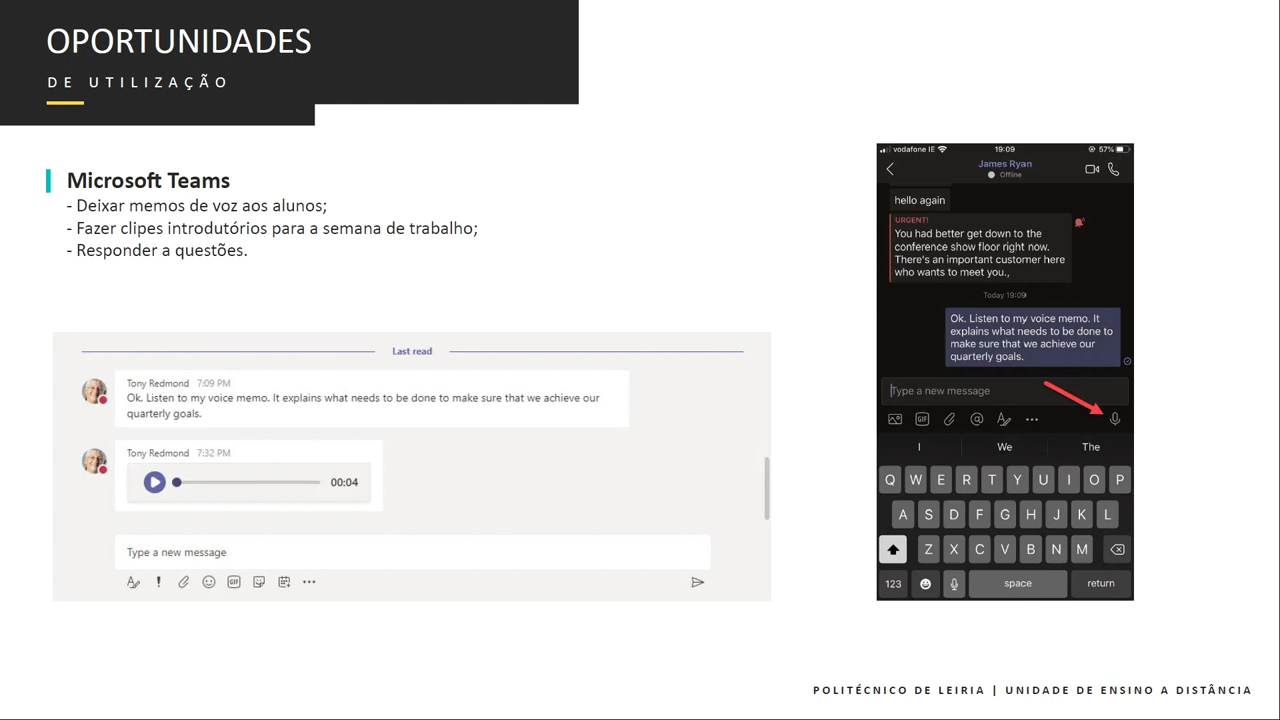 OPORTUNIDADES
DE UTILIZAÇÃO
Microsoft Teams
- Deixar memos de voz aos alunos;
- Fazer clipes introdutórios para a semana de trabalho;
- Responder a questões.
Last read
Tony Redmond 7:09 PM
Ok. Listen to my voice memo. It explains what needs to be done to make sure that we achieve our
quarterly goals.
Tony Redmond 7:32 PM
00:04
Type a new message
GIF
vodafone IE 19:09 57%
James Ryan
Offline
hello again
URGENT!
You had better get down to the
conference show floor right now.
There's an important customer here
who wants to meet you.,
Today 19:09
Ok. Listen to my voice memo. It
explains what needs to be done to
make sure that we achieve our
quarterly goals.
Type a new message
GIF
I We The
Q W E R T Y U I O P
A S D F G H J K L
Z X C V B N M
123 space return
POLITÉCNICO DE LEIRIA | UNIDADE DE ENSINO A DISTÂNCIA